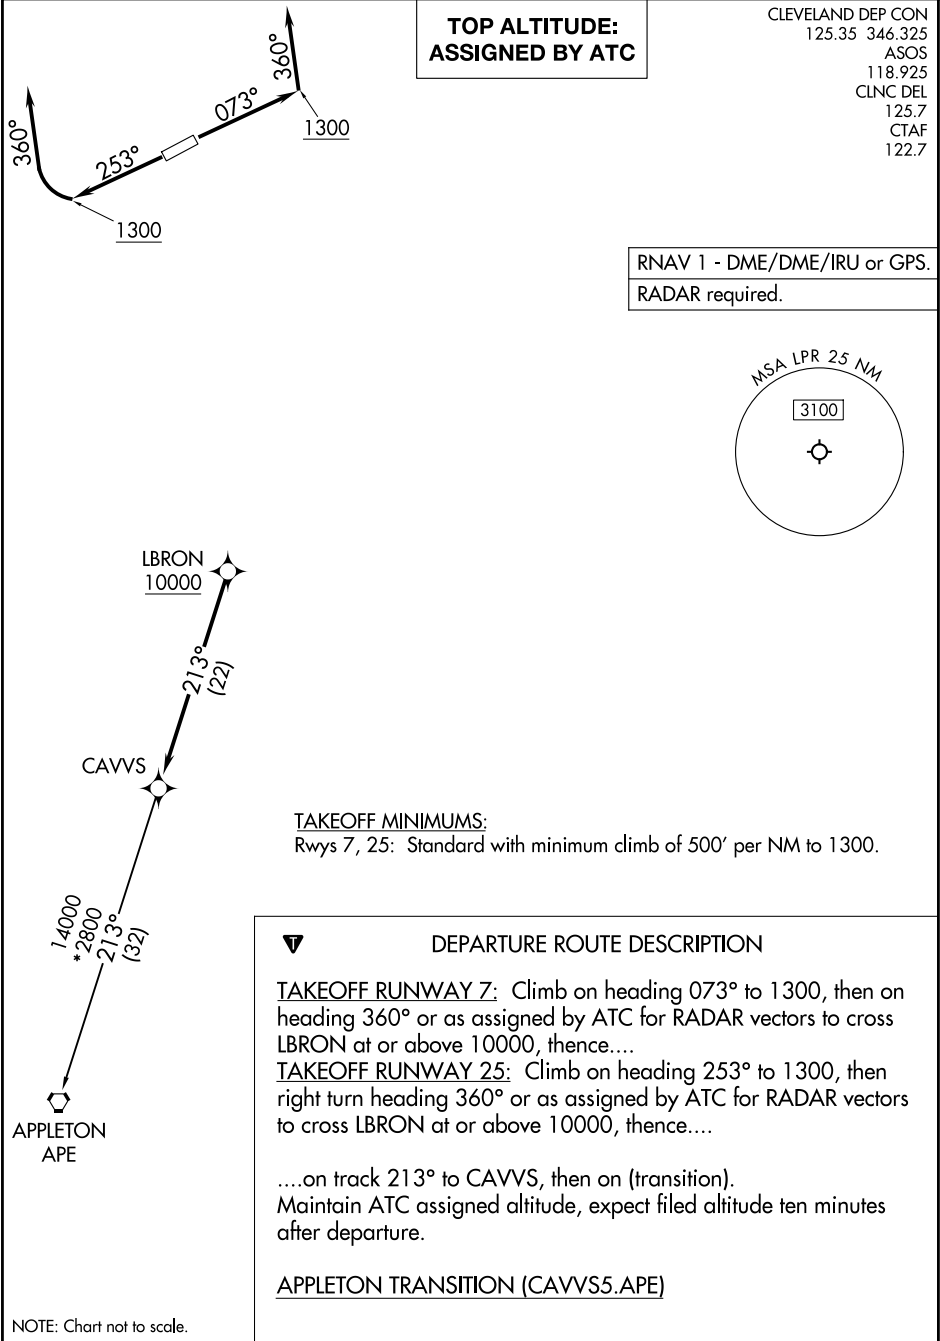 TOP ALTITUDE:
ASSIGNED BY ATC
CLEVELAND DEP CON
125.35 346.325
ASOS
118.925
CLNC DEL
125.7
CTAF
122.7
360°
073°
1300
360°
253°
1300
RNAV 1 - DME/DME/IRU or GPS.
RADAR required.
MSA LPR 25 NM
3100
LBRON
10000
213°
(22)
CAVVS
14000
*2800
213°
(32)
APPLETON
APE
TAKEOFF MINIMUMS:
Rwys 7, 25: Standard with minimum climb of 500' per NM to 1300.
T
DEPARTURE ROUTE DESCRIPTION
TAKEOFF RUNWAY 7: Climb on heading 073° to 1300, then on
heading 360° or as assigned by ATC for RADAR vectors to cross
LBRON at or above 10000, thence....
TAKEOFF RUNWAY 25: Climb on heading 253° to 1300, then
right turn heading 360° or as assigned by ATC for RADAR vectors
to cross LBRON at or above 10000, thence....
....on track 213° to CAVVS, then on (transition).
Maintain ATC assigned altitude, expect filed altitude ten minutes
after departure.
APPLETON TRANSITION (CAVVS5.APE)
NOTE: Chart not to scale.